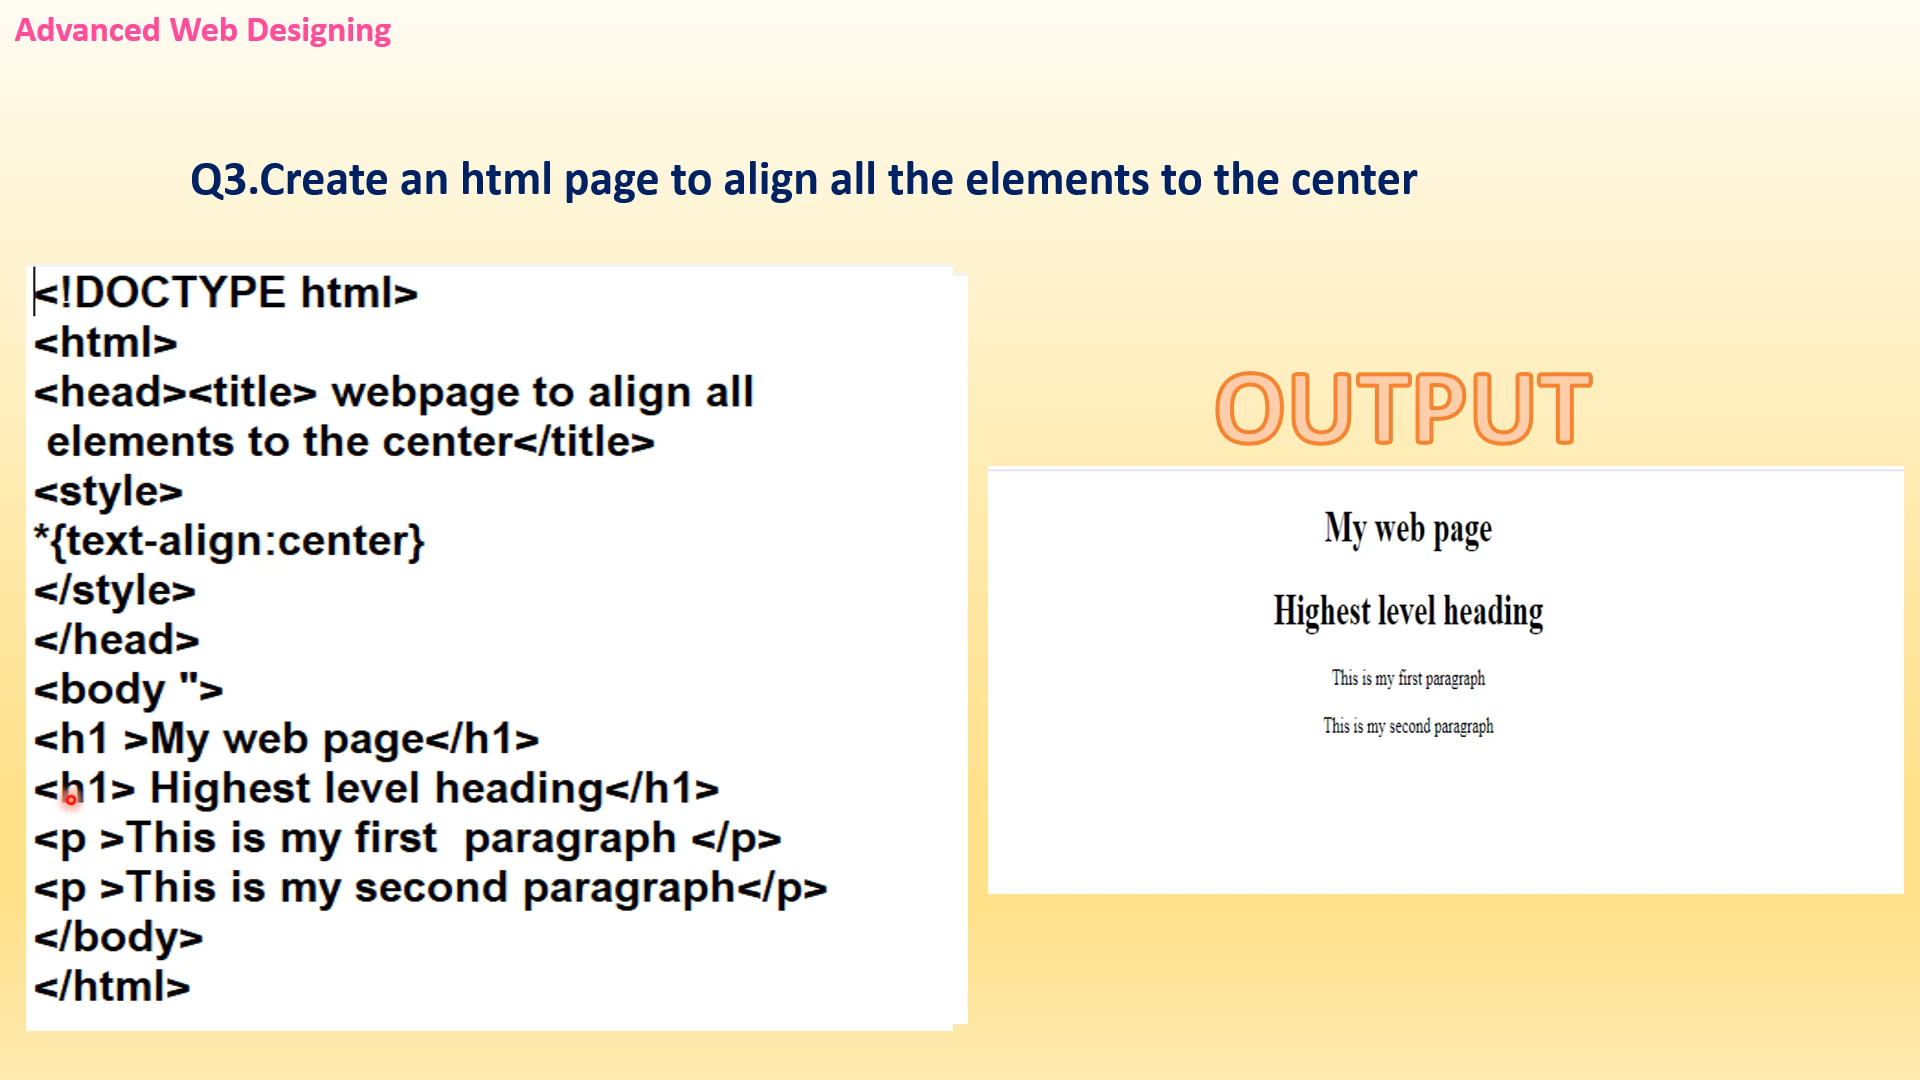 Advanced Web Designing
Q3.Create an html page to align all the elements to the center
<!DOCTYPE html>
<html>
<head><title> webpage to align all
 elements to the center</title>
<style>
*{text-align:center}
</style>
</head>
<body ">
<h1 >My web page</h1>
<h1> Highest level heading</h1>
<p >This is my first  paragraph </p>
<p >This is my second paragraph</p>
</body>
</html>
OUTPUT
My web page
Highest level heading
This is my first paragraph
This is my second paragraph